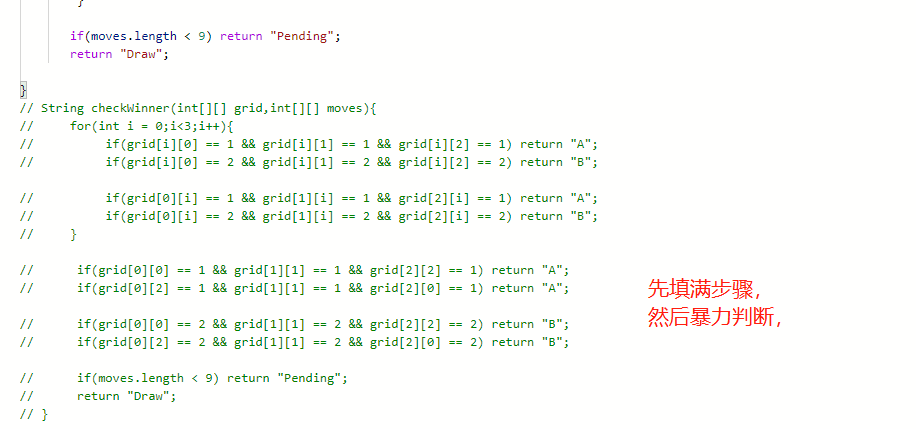 }
if(moves.length < 9) return "Pending";
return "Draw";
}
// String checkWinner(int[][] grid,int[][] moves){
// for(int i = 0;i<3;i++){
// if(grid[i][0] == 1 && grid[i][1] == 1 && grid[i][2] == 1) return "A";
// if(grid[i][0] == 2 && grid[i][1] == 2 && grid[i][2] == 2) return "B";
// if(grid[0][i] == 1 && grid[1][i] == 1 && grid[2][i] == 1) return "A";
// if(grid[0][i] == 2 && grid[1][i] == 2 && grid[2][i] == 2) return "B";
// }
// if(grid[0][0] == 1 && grid[1][1] == 1 && grid[2][2] == 1) return "A";
// if(grid[0][2] == 1 && grid[1][1] == 1 && grid[2][0] == 1) return "A";
// if(grid[0][0] == 2 && grid[1][1] == 2 && grid[2][2] == 2) return "B";
// if(grid[0][2] == 2 && grid[1][1] == 2 && grid[2][0] == 2) return "B";
// if(moves.length < 9) return "Pending";
// return "Draw";
// }
先填满步骤，
然后暴力判断，